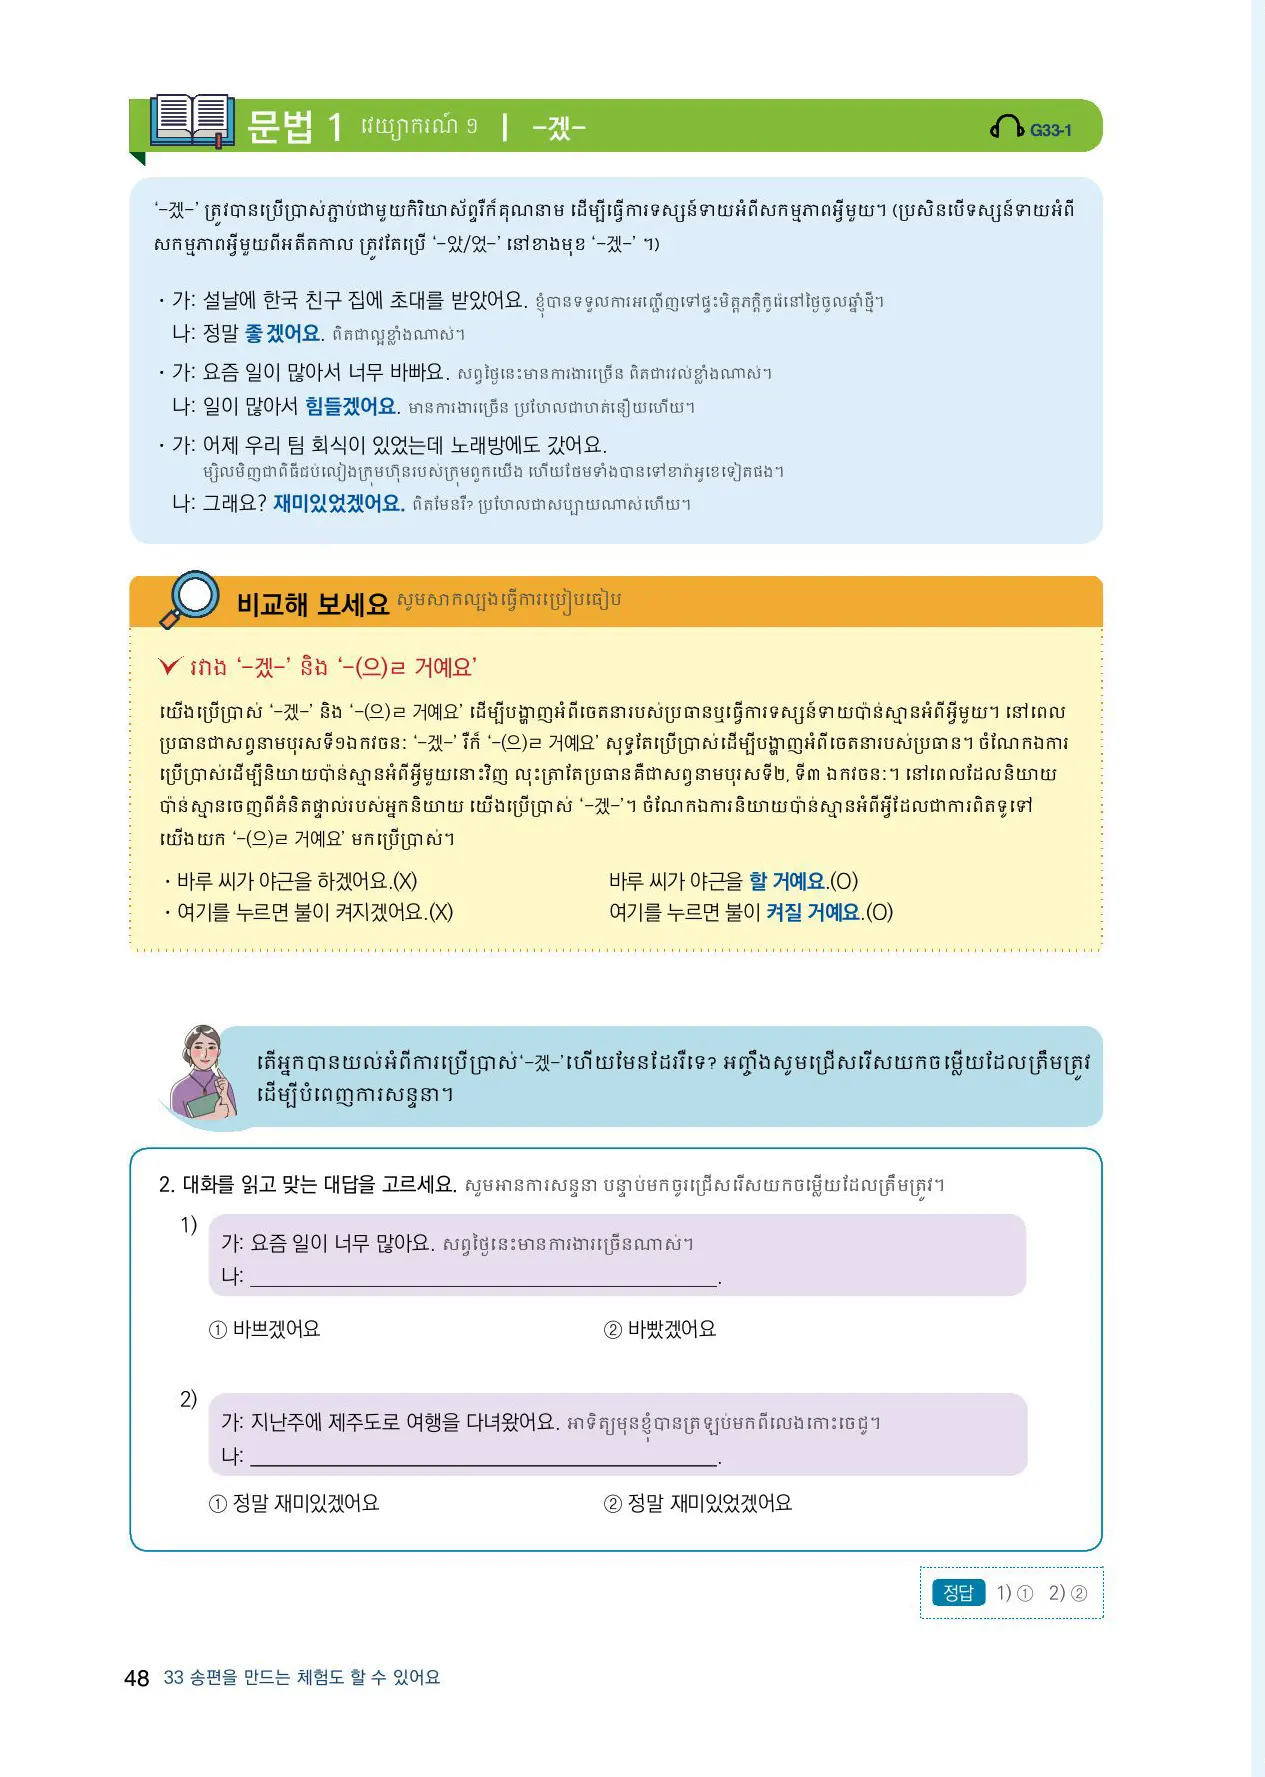 문법 1 វេយ្យាករណ៍ ១ | -겠- G33-1
‘-겠-’ ត្រូវបានប្រើប្រាស់ភ្ជាប់ជាមួយកិរិយាស័ព្ទរឺក៏គុណនាម ដើម្បីធ្វើការទស្សន៍ទាយអំពីសកម្មភាពអ្វីមួយ។ (ប្រសិនបើទស្សន៍ទាយអំពី
សកម្មភាពអ្វីមួយពីអតីតកាល ត្រូវតែប្រើ ‘-았/었-’ នៅខាងមុខ ‘-겠-’ ។)
· 가: 설날에 한국 친구 집에 초대를 받았어요. ខ្ញុំបានទទួលការអញ្ជើញទៅផ្ទះមិត្តភក្តិកូរ៉េនៅថ្ងៃចូលឆ្នាំថ្មី។
나: 정말 좋겠어요. ពិតជាល្អខ្លាំងណាស់។
· 가: 요즘 일이 많아서 너무 바빠요. សព្វថ្ងៃនេះមានការងារច្រើន ពិតជារវល់ខ្លាំងណាស់។
나: 일이 많아서 힘들겠어요. មានការងារច្រើន ប្រហែលជាហត់នឿយហើយ។
· 가: 어제 우리 팀 회식이 있었는데 노래방에도 갔어요.
ម្សិលមិញជាពិធីជប់លៀងក្រុមហ៊ុនរបស់ក្រុមពួកយើង ហើយថែមទាំងបានទៅខារ៉ាអូខេទៀតផង។
나: 그래요? 재미있었겠어요. ពិតមែនរឺ? ប្រហែលជាសប្បាយណាស់ហើយ។
비교해 보세요 សូមសាកល្បងធ្វើការប្រៀបធៀប
រវាង ‘-겠-’ និង ‘-(으)ㄹ 거예요’
យើងប្រើប្រាស់ ‘-겠-’ និង ‘-(으)ㄹ 거예요’ ដើម្បីបង្ហាញអំពីចេតនារបស់ប្រធានឬធ្វើការទស្សន៍ទាយប៉ាន់ស្មានអំពីអ្វីមួយ។ នៅពេល
ប្រធានជាសព្វនាមបុរសទី១ឯកវចនៈ ‘-겠-’ រឺក៏ ‘-(으)ㄹ 거예요’ សុទ្ធតែប្រើប្រាស់ដើម្បីបង្ហាញអំពីចេតនារបស់ប្រធាន។ ចំណែកឯការ
ប្រើប្រាស់ដើម្បីនិយាយប៉ាន់ស្មានអំពីអ្វីមួយនោះវិញ លុះត្រាតែប្រធានគឺជាសព្វនាមបុរសទី២, ទី៣ ឯកវចនៈ។ នៅពេលដែលនិយាយ
ប៉ាន់ស្មានចេញពីគំនិតផ្ទាល់របស់អ្នកនិយាយ យើងប្រើប្រាស់ ‘-겠-’។ ចំណែកឯការនិយាយប៉ាន់ស្មានអំពីអ្វីដែលជាការពិតទូទៅ
យើងយក ‘-(으)ㄹ 거예요’ មកប្រើប្រាស់។
· 바루 씨가 야근을 하겠어요.(X) 바루 씨가 야근을 할 거예요.(O)
· 여기를 누르면 불이 켜지겠어요.(X) 여기를 누르면 불이 켜질 거예요.(O)
តើអ្នកបានយល់អំពីការប្រើប្រាស់‘-겠-’ហើយមែនដែររឺទេ? អញ្ចឹងសូមជ្រើសរើសយកចម្លើយដែលត្រឹមត្រូវ
ដើម្បីបំពេញការសន្ទនា។
2. 대화를 읽고 맞는 대답을 고르세요. សូមអានការសន្ទនា បន្ទាប់មកចូរជ្រើសរើសយកចម្លើយដែលត្រឹមត្រូវ។
1)
가: 요즘 일이 너무 많아요. សព្វថ្ងៃនេះមានការងារច្រើនណាស់។
나: ______________________.
① 바쁘겠어요 ② 바빴겠어요
2)
가: 지난주에 제주도로 여행을 다녀왔어요. អាទិត្យមុនខ្ញុំបានត្រឡប់មកពីលេងកោះចេជូ។
나: ______________________.
① 정말 재미있겠어요 ② 정말 재미있었겠어요
정답 1) ① 2) ②
48 33 송편을 만드는 체험도 할 수 있어요